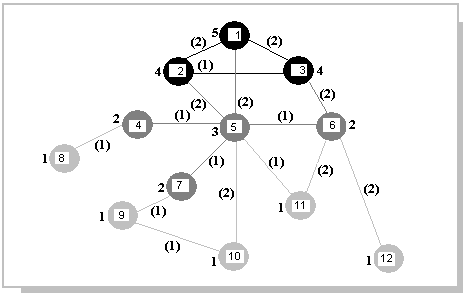 5 1
(2) (2)
4 2 (1) 3 4
(2) (2) (2)
2 4 (1) 3 5 (1) 6 2
1 8 (1) (1) (1) (2) (2)
2 7
1 9 (1) (2) 1 11
(1) 1 10 1 12